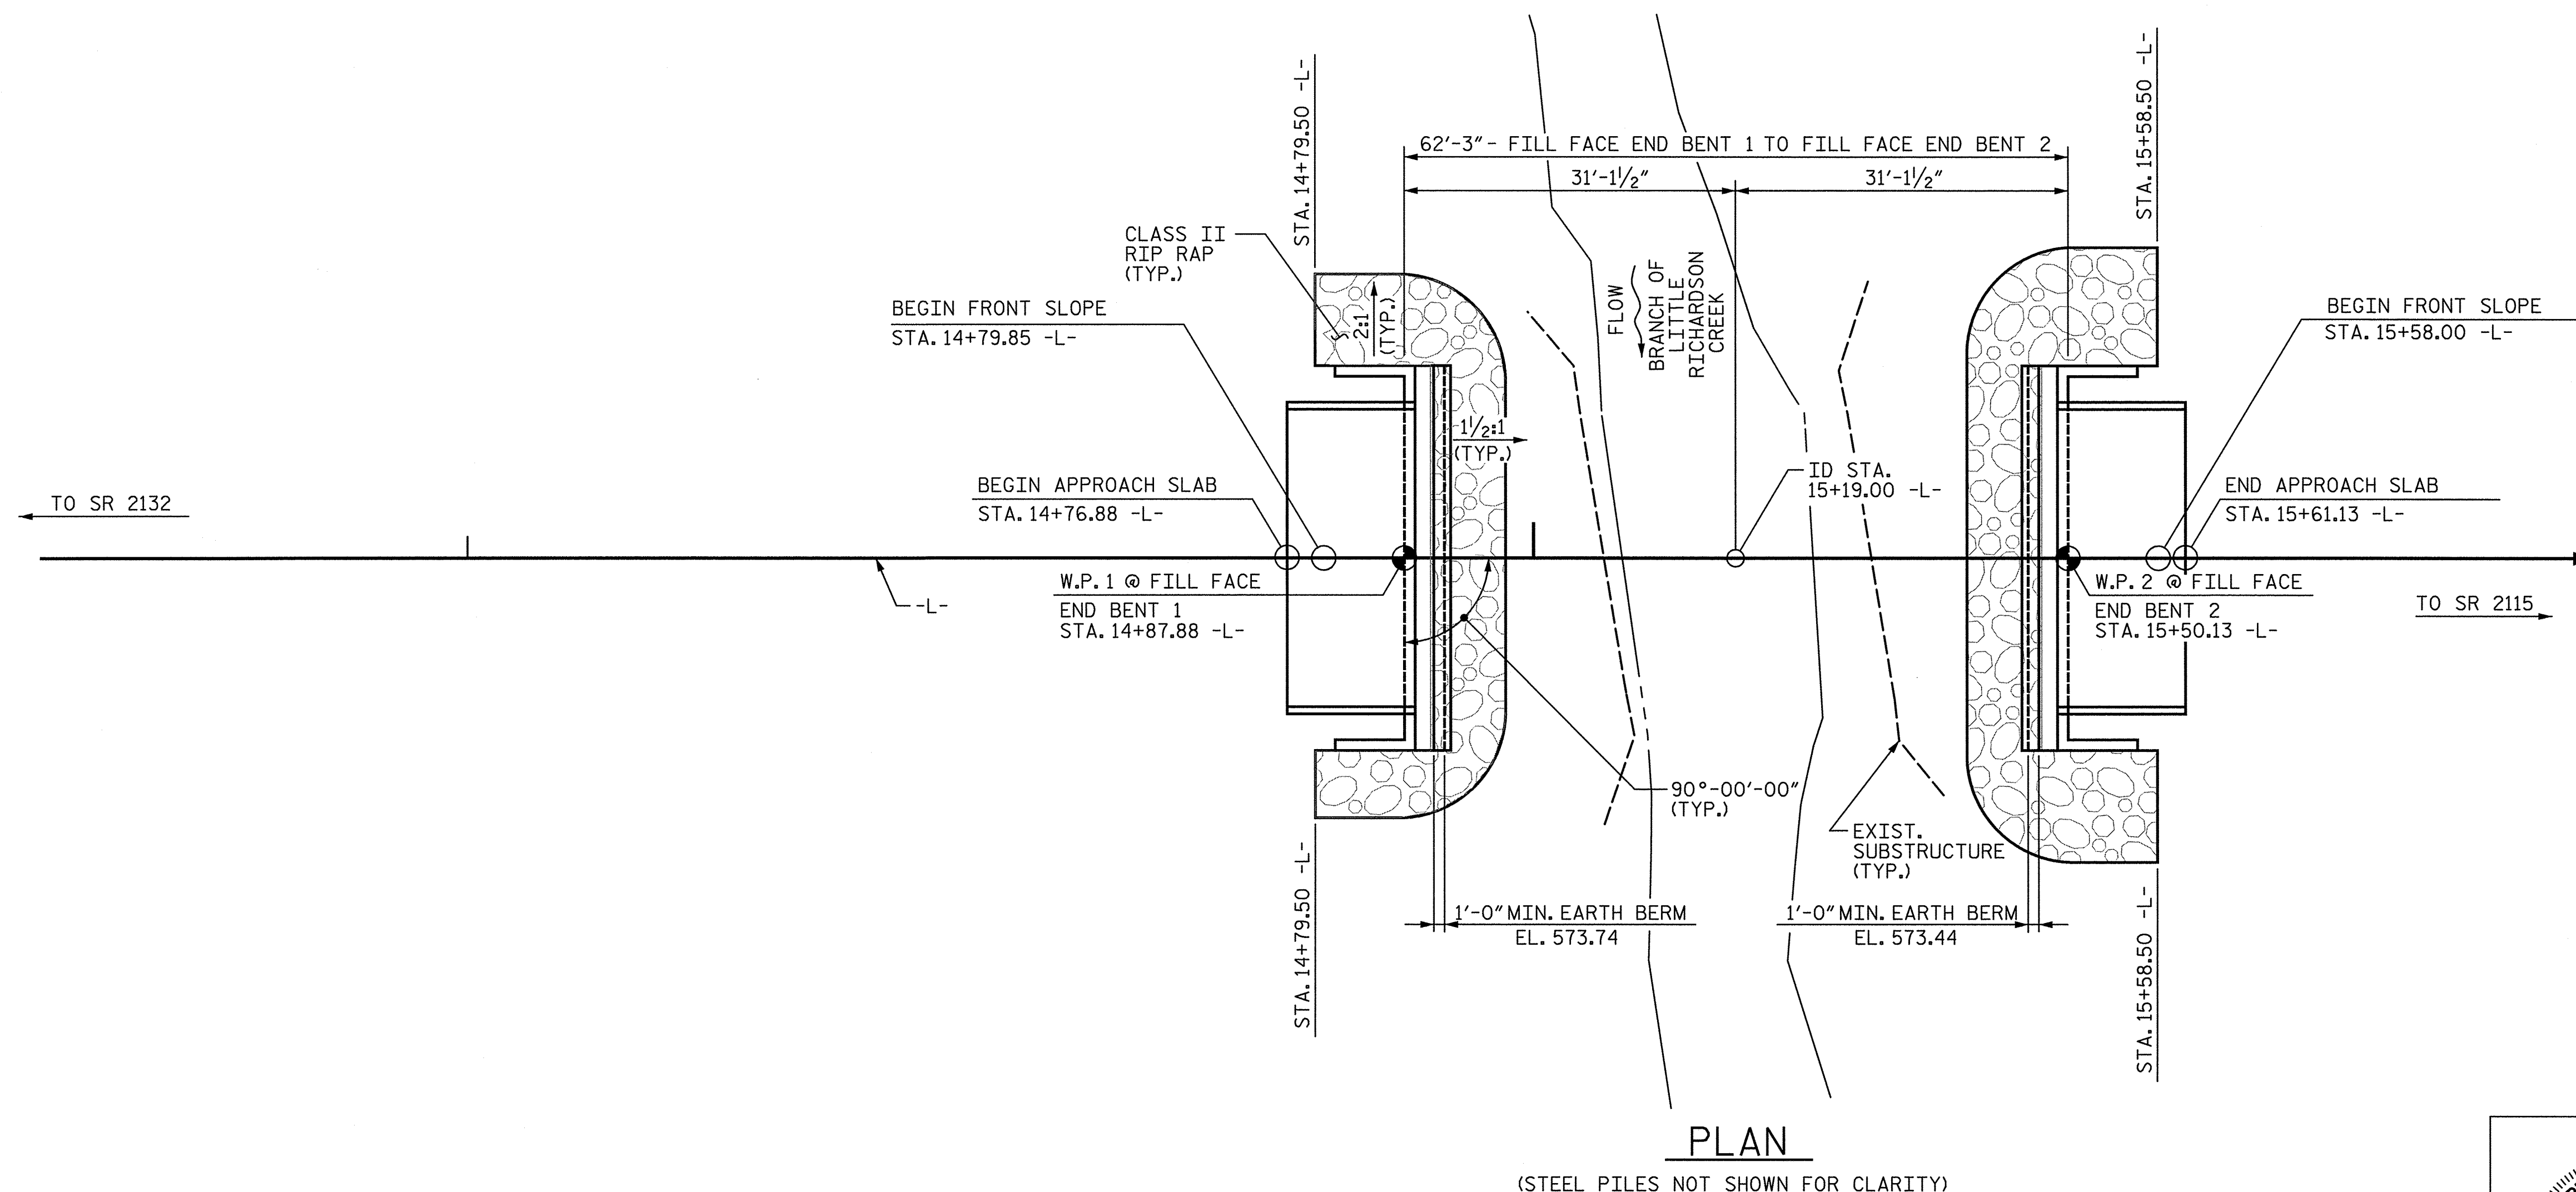 STA. 14+79.50 -L-
STA. 15+58.50 -L-
62'-3" - FILL FACE END BENT 1 TO FILL FACE END BENT 2
31'-1½"
31'-1½"
CLASS II
RIP RAP
(TYP.)
2:1
(TYP.)
FLOW
BRANCH OF
LITTLE
RICHARDSON
CREEK
BEGIN FRONT SLOPE
STA. 14+79.85 -L-
BEGIN FRONT SLOPE
STA. 15+58.00 -L-
1½:1
(TYP.)
ID STA.
15+19.00 -L-
BEGIN APPROACH SLAB
STA. 14+76.88 -L-
END APPROACH SLAB
STA. 15+61.13 -L-
TO SR 2132
-L-
W.P. 1 @ FILL FACE
END BENT 1
STA. 14+87.88 -L-
W.P. 2 @ FILL FACE
END BENT 2
STA. 15+50.13 -L-
TO SR 2115
90°-00'-00"
(TYP.)
EXIST.
SUBSTRUCTURE
(TYP.)
1'-0" MIN. EARTH BERM
EL. 573.74
1'-0" MIN. EARTH BERM
EL. 573.44
STA. 14+79.50 -L-
STA. 15+58.50 -L-
PLAN
(STEEL PILES NOT SHOWN FOR CLARITY)